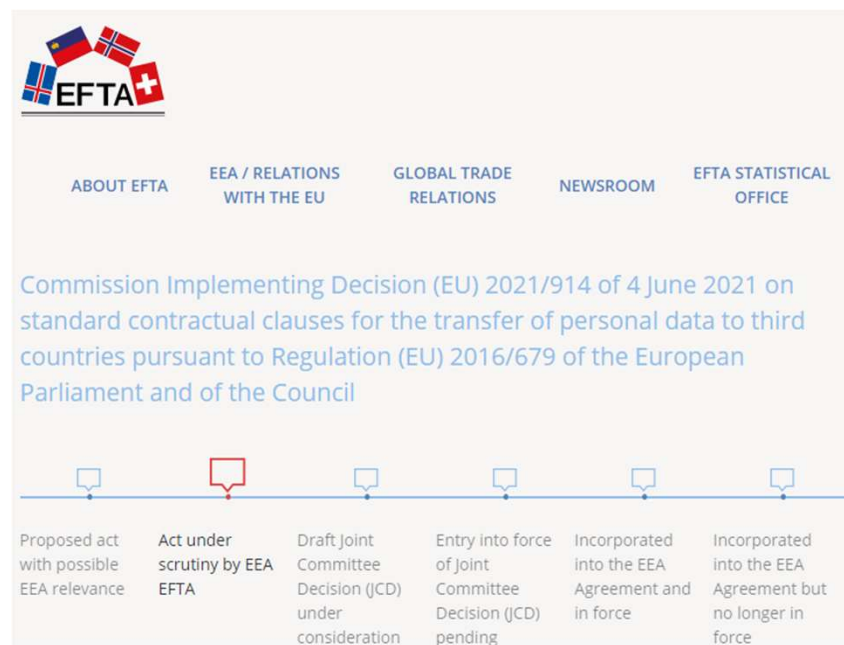 EFTA
ABOUT EFTA
EEA / RELATIONS
WITH THE EU
GLOBAL TRADE
RELATIONS
NEWSROOM
EFTA STATISTICAL
OFFICE
Commission Implementing Decision (EU) 2021/914 of 4 June 2021 on
standard contractual clauses for the transfer of personal data to third
countries pursuant to Regulation (EU) 2016/679 of the European
Parliament and of the Council
Proposed act
with possible
EEA relevance
Act under
scrutiny by EEA
EFTA
Draft Joint
Committee
Decision (JCD)
under
consideration
Entry into force
of Joint
Committee
Decision (JCD)
pending
Incorporated
into the EEA
Agreement and
in force
Incorporated
into the EEA
Agreement but
no longer in
force